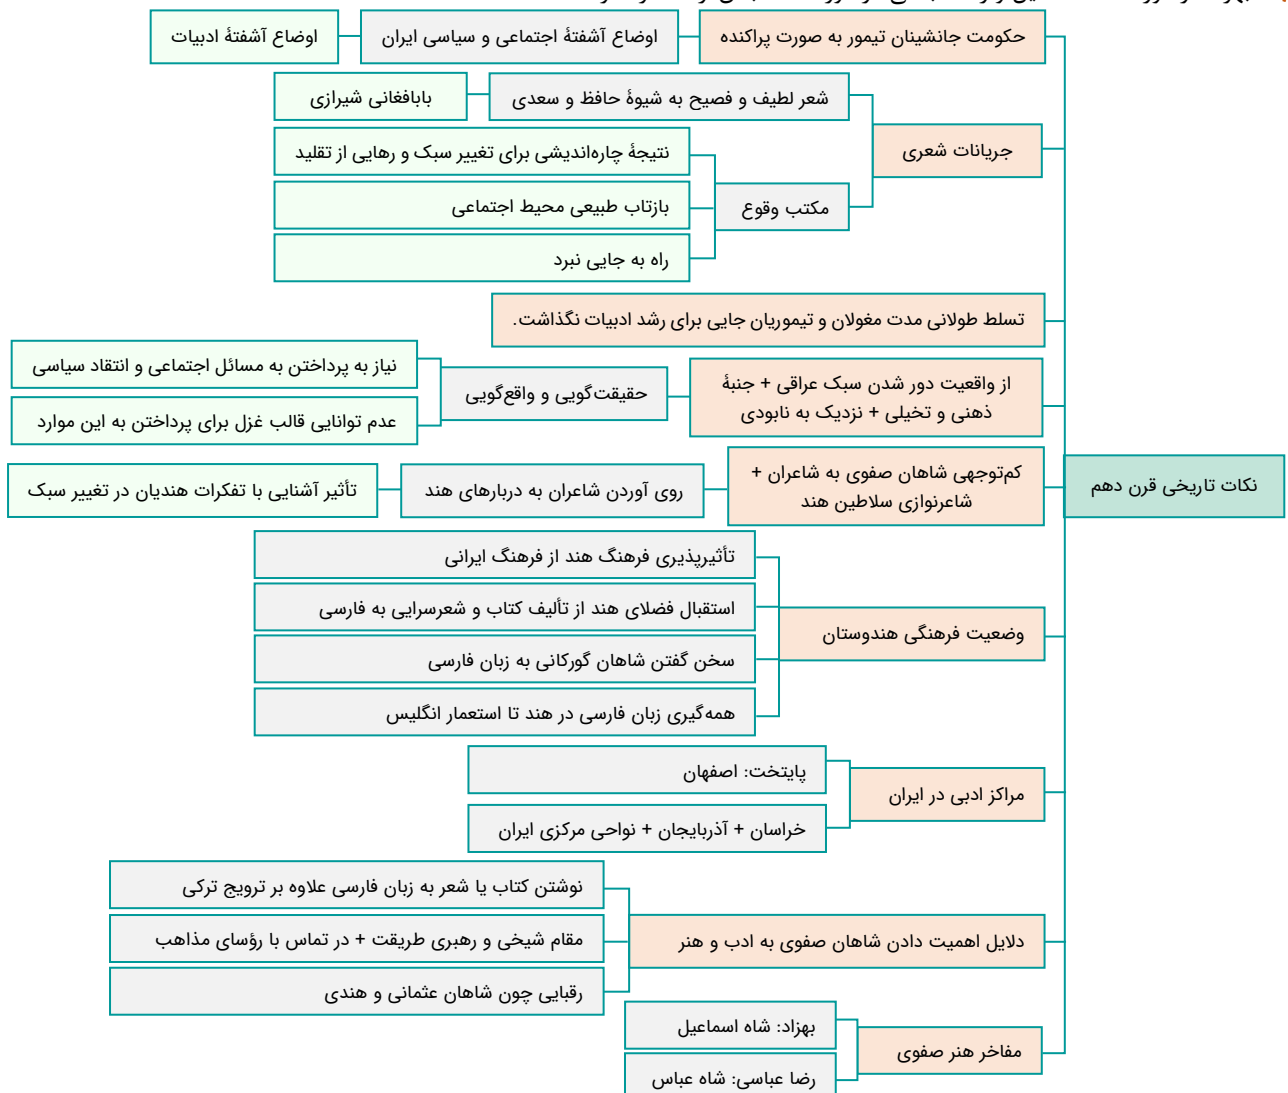 حکومت جانشینان تیمور به صورت پراکنده
اوضاع آشفتهٔ اجتماعی و سیاسی ایران
اوضاع آشفتهٔ ادبیات
جریانات شعری
شعر لطیف و فصیح به شیوهٔ حافظ و سعدی
بابافغانی شیرازی
مکتب وقوع
نتیجهٔ چاره‌اندیشی برای تغییر سبک و رهایی از تقلید
بازتاب طبیعی محیط اجتماعی
راه به جایی نبرد
تسلط طولانی مدت مغولان و تیموریان جایی برای رشد ادبیات نگذاشت.
از واقعیت دور شدن سبک عراقی + جنبهٔ
ذهنی و تخیلی + نزدیک به نابودی
حقیقت‌گویی و واقع‌گویی
نیاز به پرداختن به مسائل اجتماعی و انتقاد سیاسی
عدم توانایی قالب غزل برای پرداختن به این موارد
نکات تاریخی قرن دهم
کم‌توجهی شاهان صفوی به شاعران +
شاعرنوازی سلاطین هند
روی آوردن شاعران به دربارهای هند
تأثیر آشنایی با تفکرات هندیان در تغییر سبک
وضعیت فرهنگی هندوستان
تأثیرپذیری فرهنگ هند از فرهنگ ایرانی
استقبال فضلای هند از تألیف کتاب و شعرسرایی به فارسی
سخن گفتن شاهان گورکانی به زبان فارسی
همه‌گیری زبان فارسی در هند تا استعمار انگلیس
مراکز ادبی در ایران
پایتخت: اصفهان
خراسان + آذربایجان + نواحی مرکزی ایران
دلایل اهمیت دادن شاهان صفوی به ادب و هنر
نوشتن کتاب یا شعر به زبان فارسی علاوه بر ترویج ترکی
مقام شیخی و رهبری طریقت + در تماس با رؤسای مذاهب
رقبایی چون شاهان عثمانی و هندی
مفاخر هنر صفوی
بهزاد: شاه اسماعیل
رضا عباسی: شاه عباس